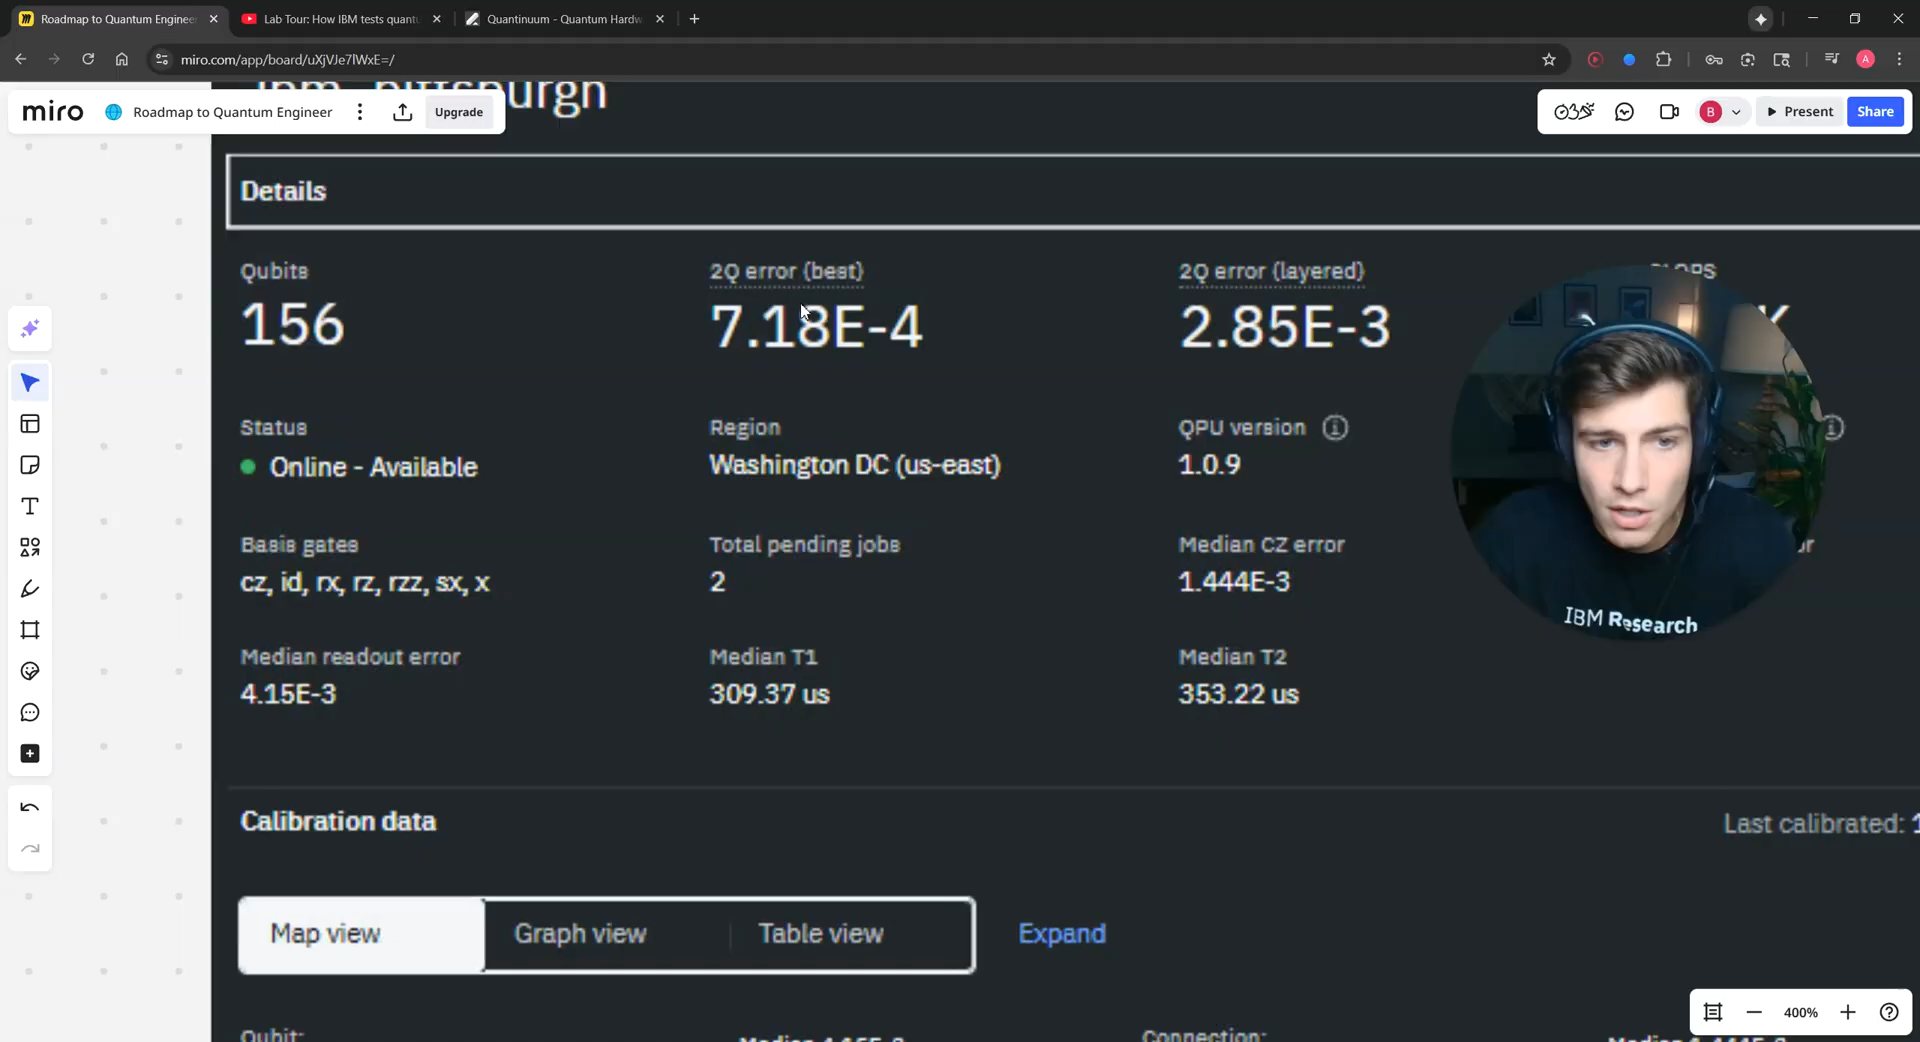 Roadmap to Quantum Enginee
Lab Tour: How IBM tests quantu
Quantinuum - Quantum Hardw
miro.com/app/board/uXjVJe7lWxE=/
A
ibm_pittsburgh
miro
Roadmap to Quantum Engineer
Upgrade
B
Present
Share
Details
Qubits
156
2Q error (best)
7.18E-4
2Q error (layered)
2.85E-3
K
Status
Online - Available
Region
Washington DC (us-east)
QPU version
1.0.9
Basis gates
cz, id, rx, rz, rzz, sx, x
Total pending jobs
2
Median CZ error
1.444E-3
IBM Research
Median readout error
4.15E-3
Median T1
309.37 us
Median T2
353.22 us
Calibration data
Last calibrated: 1
Map view
Graph view
Table view
Expand
Qubit:
Connection:
400%